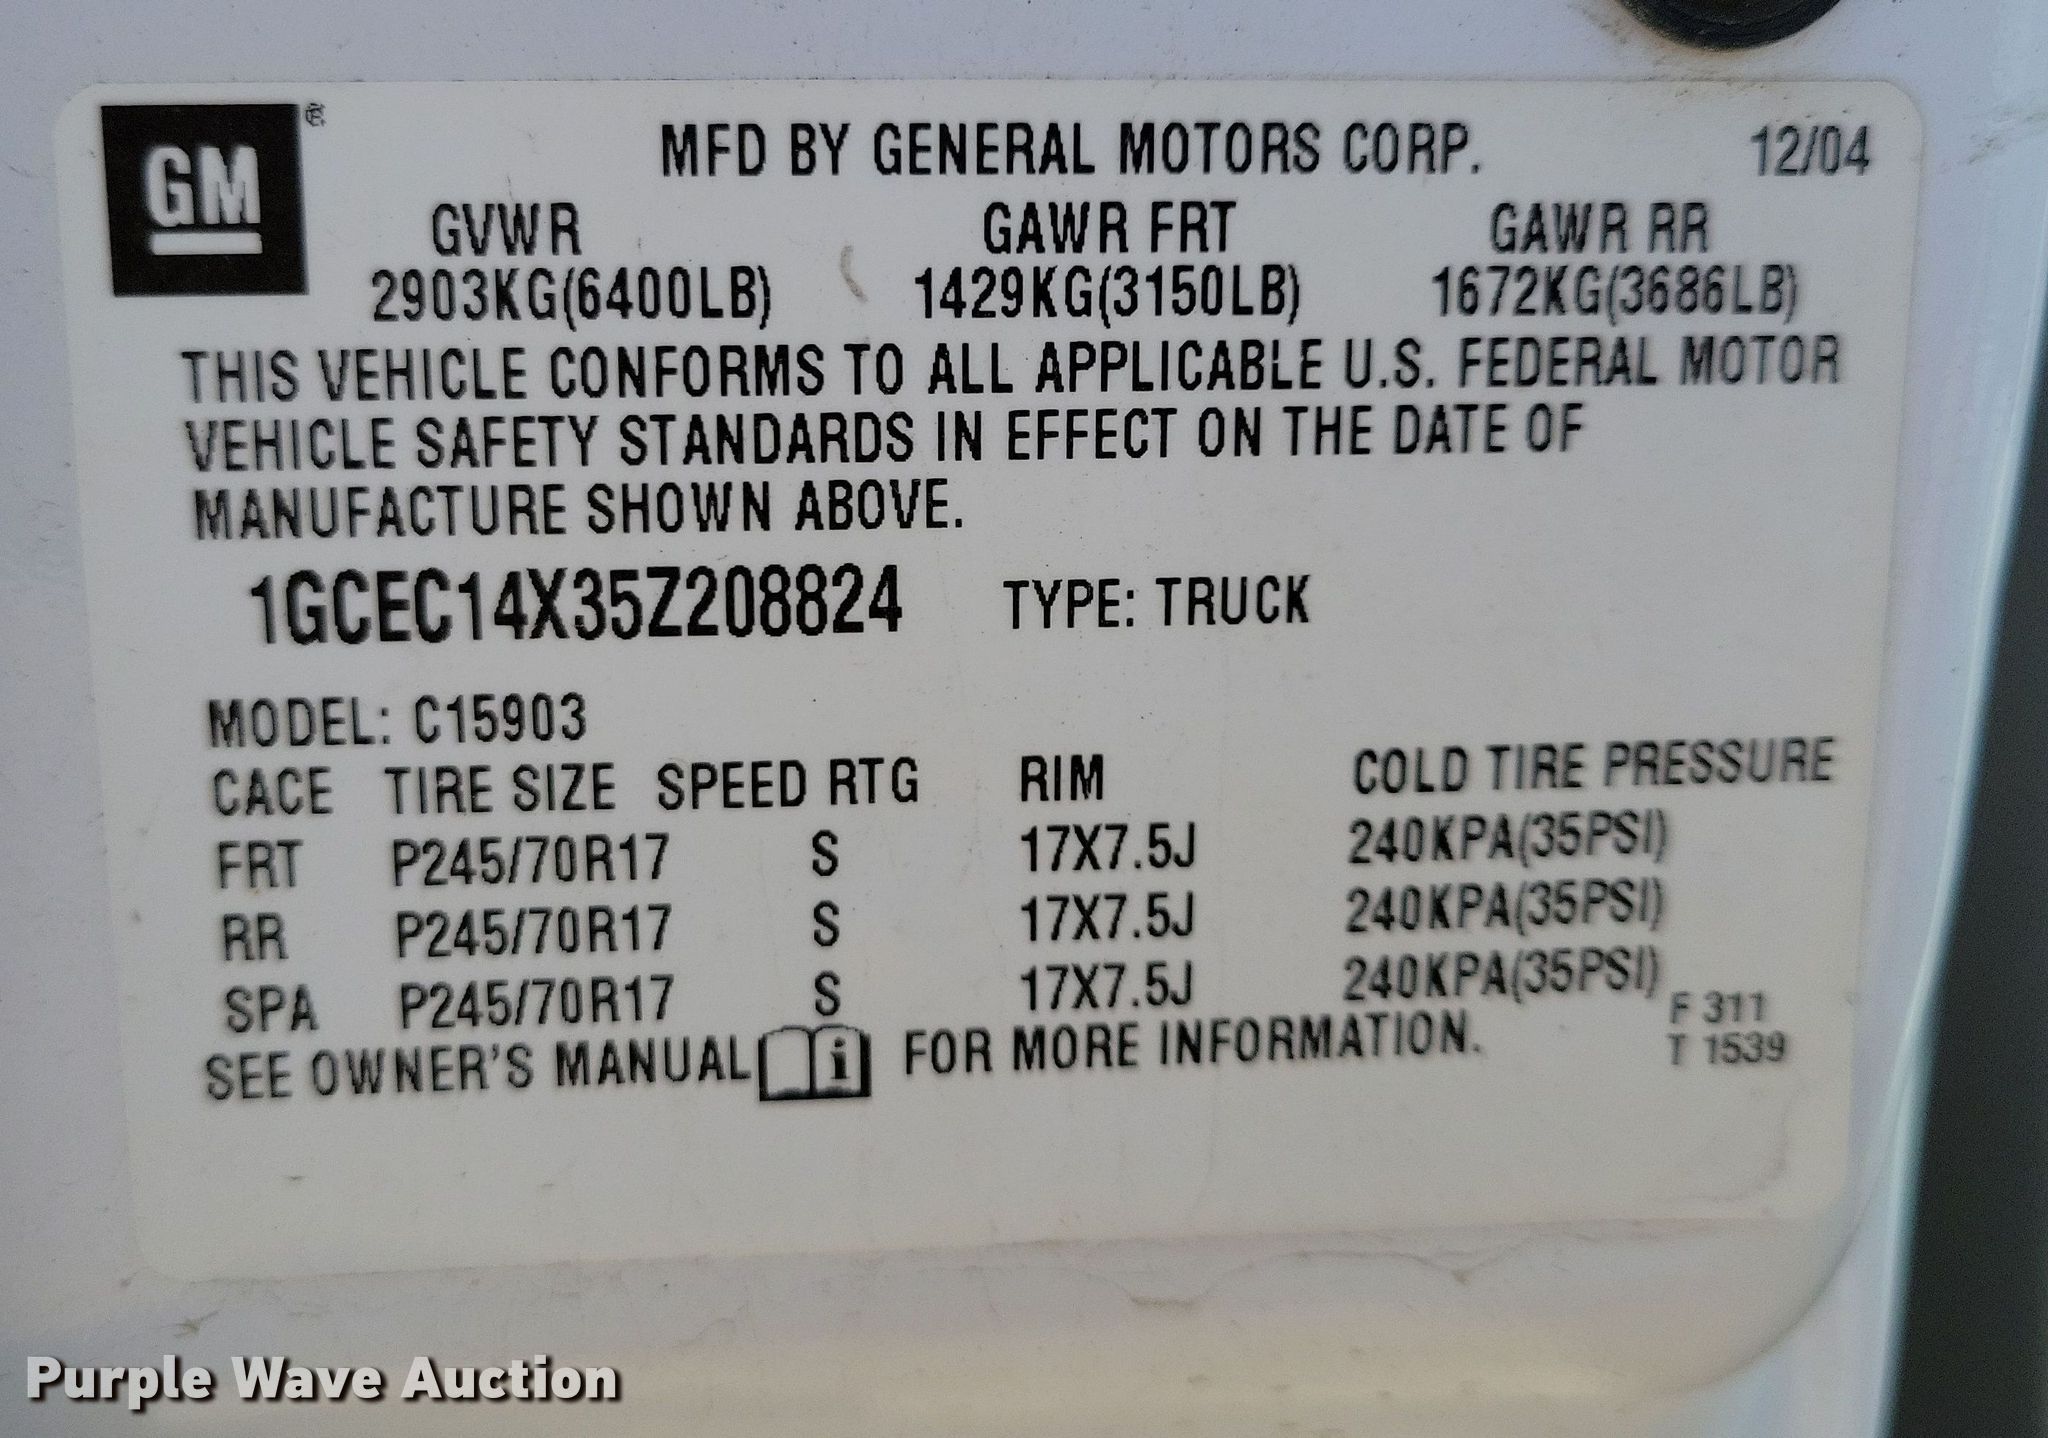 GM ®
MFD BY GENERAL MOTORS CORP. 12/04
GVWR GAWR FRT GAWR RR
2903KG(6400LB) 1429KG(3150LB) 1672KG(3686LB)
THIS VEHICLE CONFORMS TO ALL APPLICABLE U.S. FEDERAL MOTOR
VEHICLE SAFETY STANDARDS IN EFFECT ON THE DATE OF
MANUFACTURE SHOWN ABOVE.
1GCEC14X35Z208824 TYPE: TRUCK
MODEL: C15903
CACE TIRE SIZE SPEED RTG RIM COLD TIRE PRESSURE
FRT P245/70R17 S 17X7.5J 240KPA(35PSI)
RR P245/70R17 S 17X7.5J 240KPA(35PSI)
SPA P245/70R17 S 17X7.5J 240KPA(35PSI)
F 311
SEE OWNER'S MANUAL i FOR MORE INFORMATION. T 1539
Purple Wave Auction